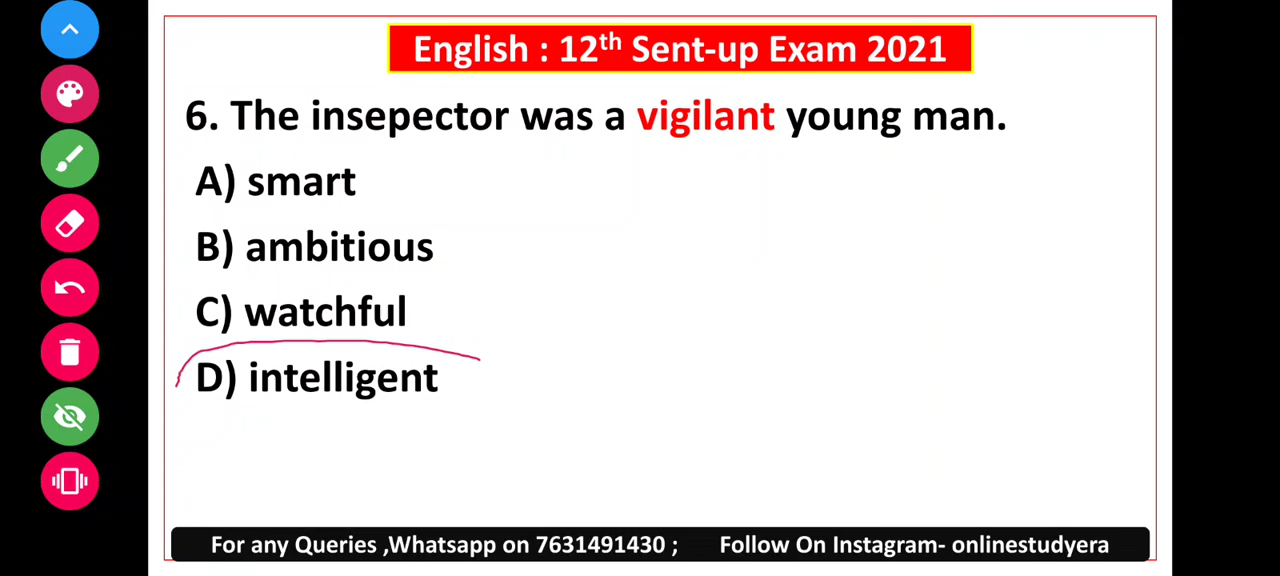 English : 12th Sent-up Exam 2021
6. The insepector was a vigilant young man.
A) smart
B) ambitious
C) watchful
D) intelligent
For any Queries ,Whatsapp on 7631491430 ; Follow On Instagram- onlinestudyera